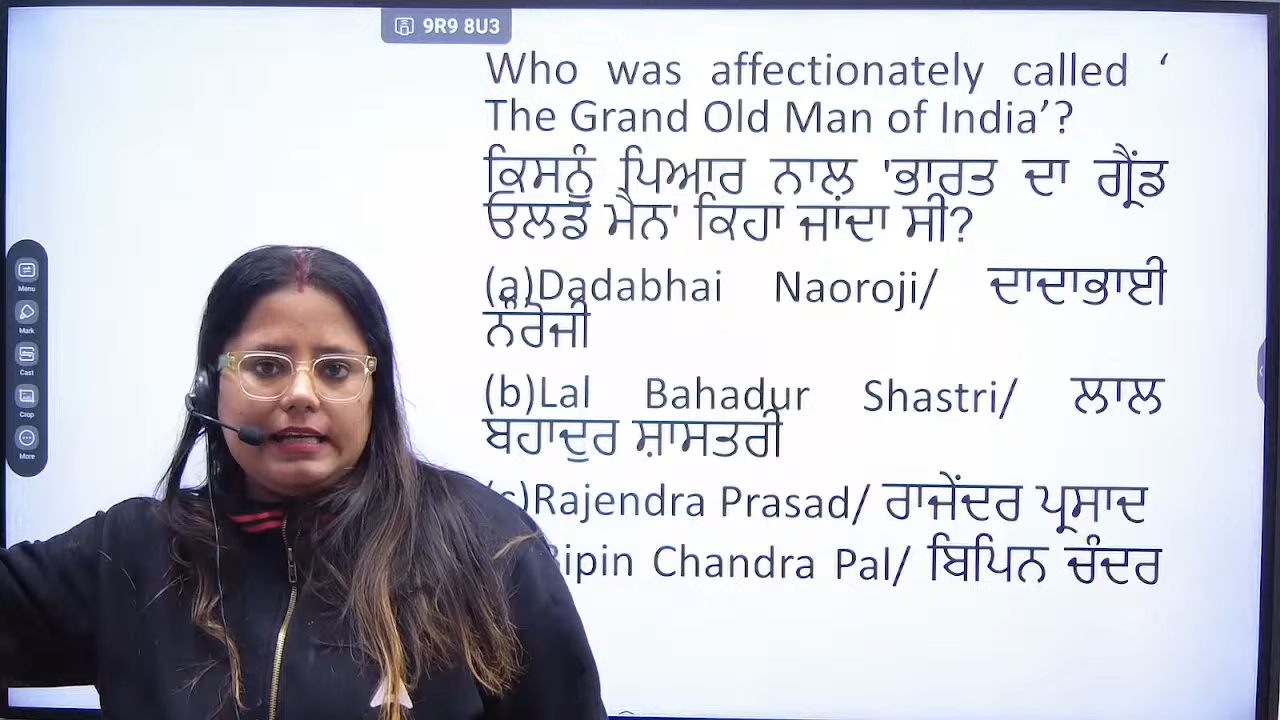 9R9 8U3
Who was affectionately called ‘
The Grand Old Man of India’?
ਕਿਸਨੂੰ ਪਿਆਰ ਨਾਲ 'ਭਾਰਤ ਦਾ ਗ੍ਰੈਂਡ
ਓਲਡ ਮੈਨ' ਕਿਹਾ ਜਾਂਦਾ ਸੀ?
(a)Dadabhai Naoroji/ ਦਾਦਾਭਾਈ
ਨੌਰੋਜੀ
(b)Lal Bahadur Shastri/ ਲਾਲ
ਬਹਾਦੁਰ ਸ਼ਾਸਤਰੀ
(c)Rajendra Prasad/ ਰਾਜੇਂਦਰ ਪ੍ਰਸਾਦ
Bipin Chandra Pal/ ਬਿਪਿਨ ਚੰਦਰ
Menu
Mark
Cast
Crop
More